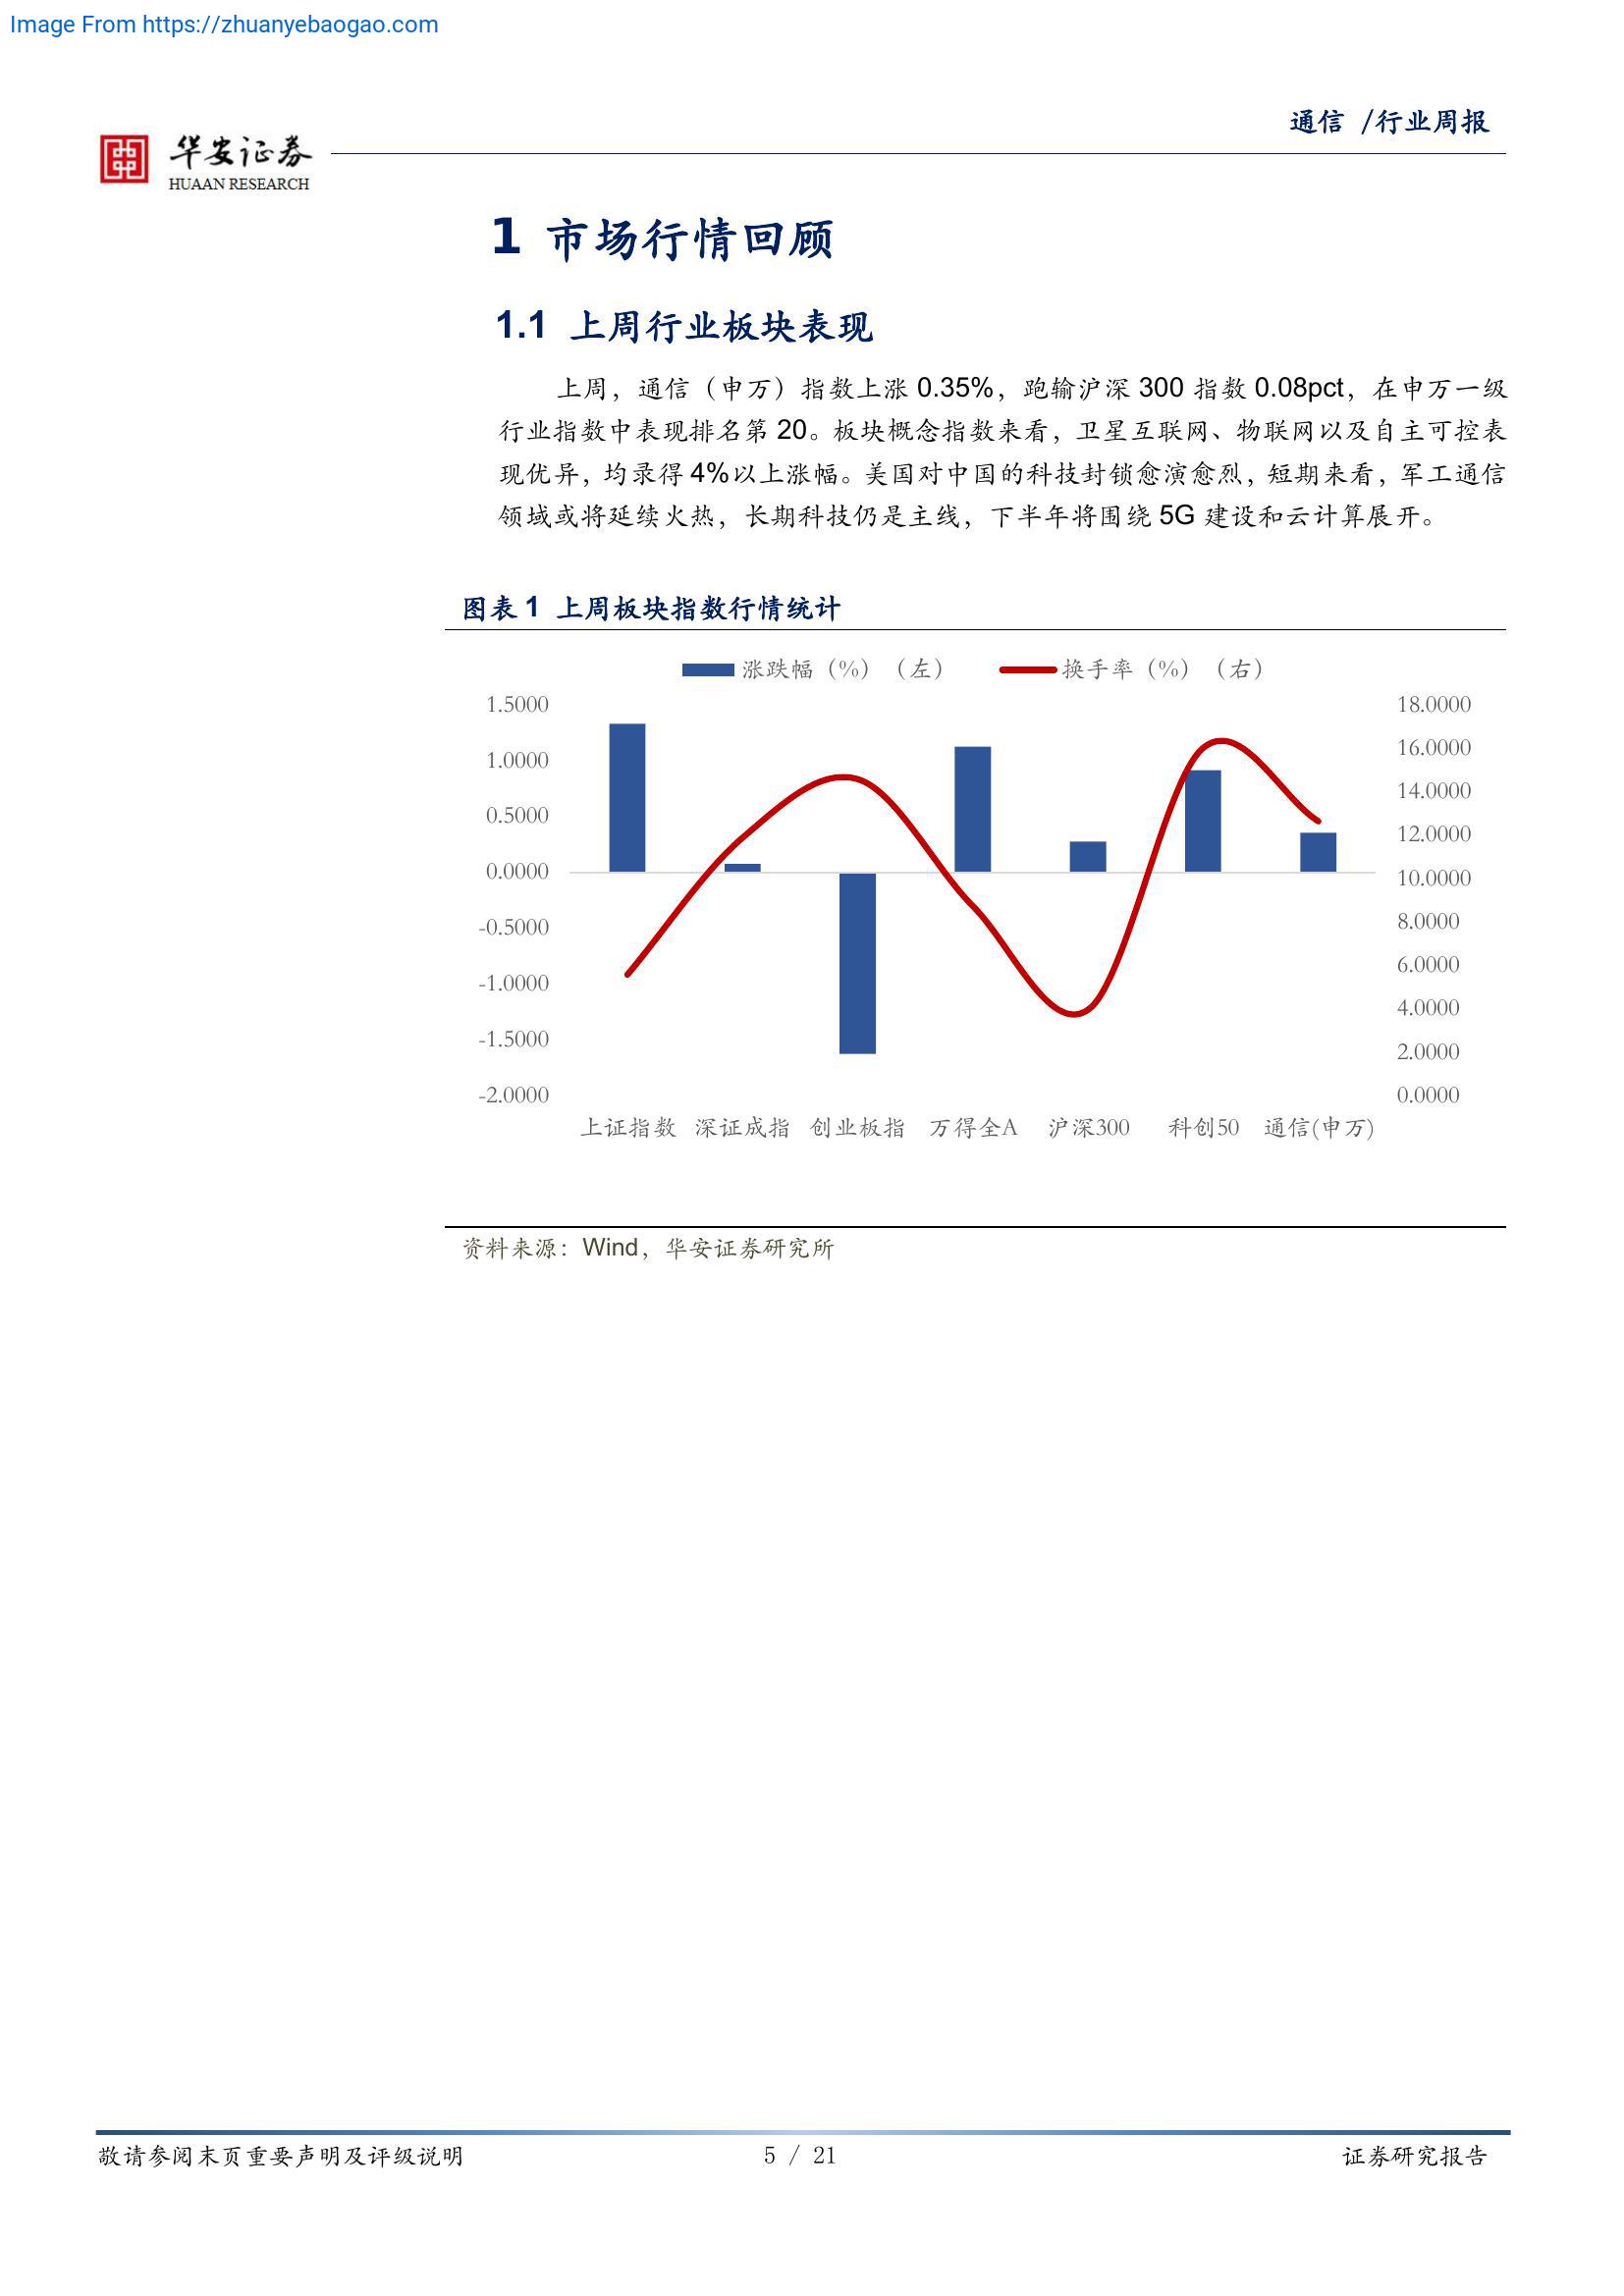 Image From https://zhuanyebaogao.com
华安证券
HUAAN RESEARCH
通信 /行业周报
1 市场行情回顾
1.1 上周行业板块表现
上周，通信（申万）指数上涨 0.35%，跑输沪深 300 指数 0.08pct，在申万一级
行业指数中表现排名第 20。板块概念指数来看，卫星互联网、物联网以及自主可控表
现优异，均录得 4%以上涨幅。美国对中国的科技封锁愈演愈烈，短期来看，军工通信
领域或将延续火热，长期科技仍是主线，下半年将围绕 5G 建设和云计算展开。
图表 1 上周板块指数行情统计
涨跌幅（%）（左）
换手率（%）（右）
1.5000
1.0000
0.5000
0.0000
-0.5000
-1.0000
-1.5000
-2.0000
18.0000
16.0000
14.0000
12.0000
10.0000
8.0000
6.0000
4.0000
2.0000
0.0000
上证指数 深证成指 创业板指 万得全A 沪深300 科创50 通信(申万)
资料来源：Wind，华安证券研究所
敬请参阅末页重要声明及评级说明
5 / 21
证券研究报告